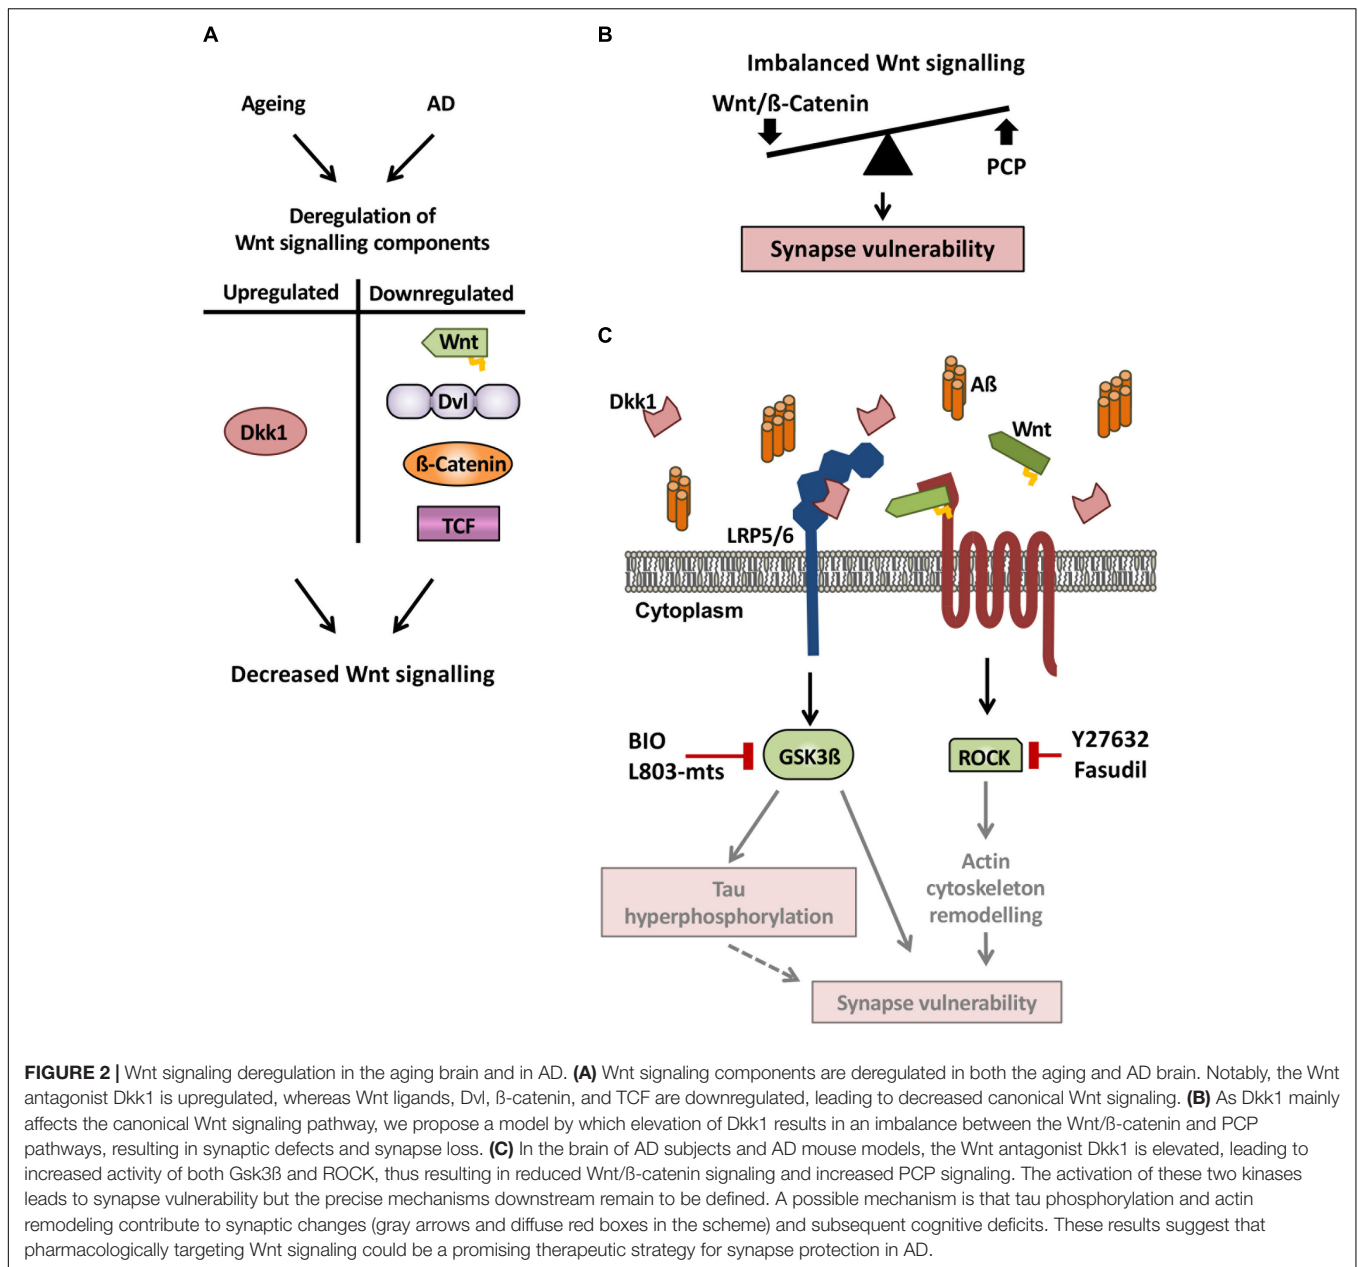 A
Ageing
AD
Deregulation of
Wnt signalling components
Upregulated
Downregulated
Wnt
Dvl
Dkk1
ß-Catenin
TCF
Decreased Wnt signalling
B
Imbalanced Wnt signalling
Wnt/ß-Catenin
PCP
Synapse vulnerability
C
Dkk1
Aß
Wnt
LRP5/6
Cytoplasm
BIO
L803-mts
GSK3ß
ROCK
Y27632
Fasudil
Tau
hyperphosphorylation
Actin
cytoskeleton
remodelling
Synapse vulnerability
FIGURE 2 | Wnt signaling deregulation in the aging brain and in AD. (A) Wnt signaling components are deregulated in both the aging and AD brain. Notably, the Wnt
antagonist Dkk1 is upregulated, whereas Wnt ligands, Dvl, ß-catenin, and TCF are downregulated, leading to decreased canonical Wnt signaling. (B) As Dkk1 mainly
affects the canonical Wnt signaling pathway, we propose a model by which elevation of Dkk1 results in an imbalance between the Wnt/ß-catenin and PCP
pathways, resulting in synaptic defects and synapse loss. (C) In the brain of AD subjects and AD mouse models, the Wnt antagonist Dkk1 is elevated, leading to
increased activity of both Gsk3ß and ROCK, thus resulting in reduced Wnt/ß-catenin signaling and increased PCP signaling. The activation of these two kinases
leads to synapse vulnerability but the precise mechanisms downstream remain to be defined. A possible mechanism is that tau phosphorylation and actin
remodeling contribute to synaptic changes (gray arrows and diffuse red boxes in the scheme) and subsequent cognitive deficits. These results suggest that
pharmacologically targeting Wnt signaling could be a promising therapeutic strategy for synapse protection in AD.